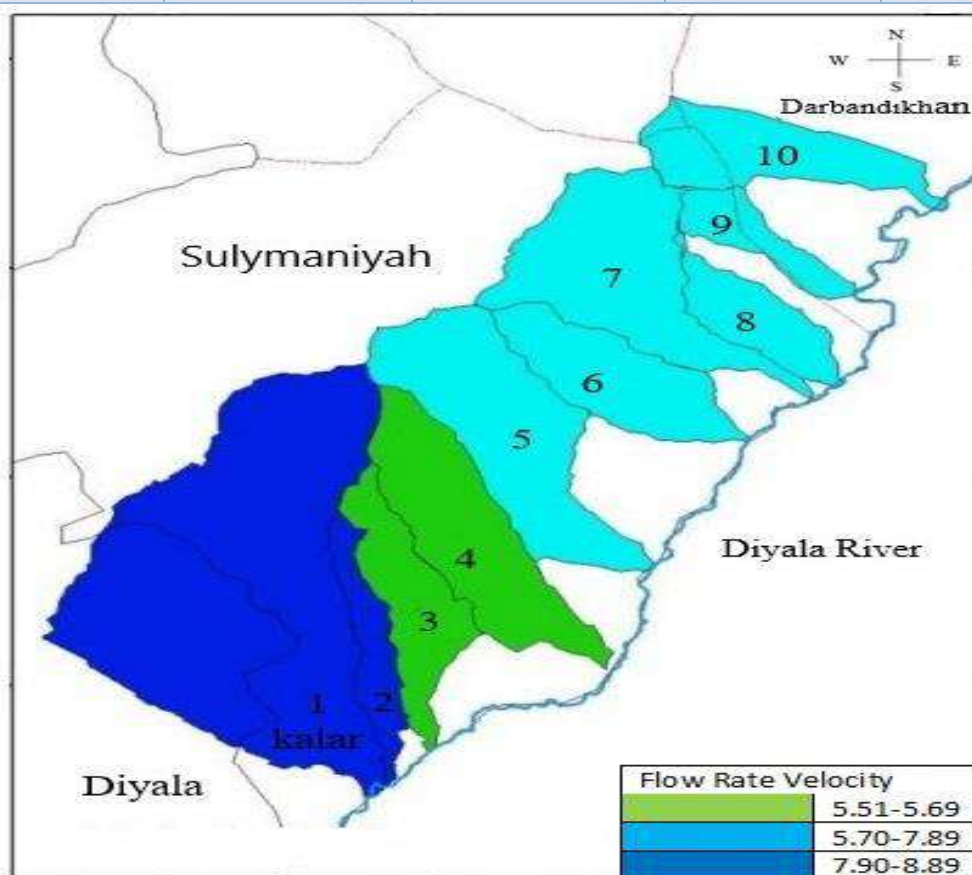 N
W E
S
Darbandikhan
10
9
Sulymaniyah
7
8
6
5
Diyala River
4
3
1
2
kalar
Diyala
Flow Rate Velocity
5.51-5.69
5.70-7.89
7.90-8.89